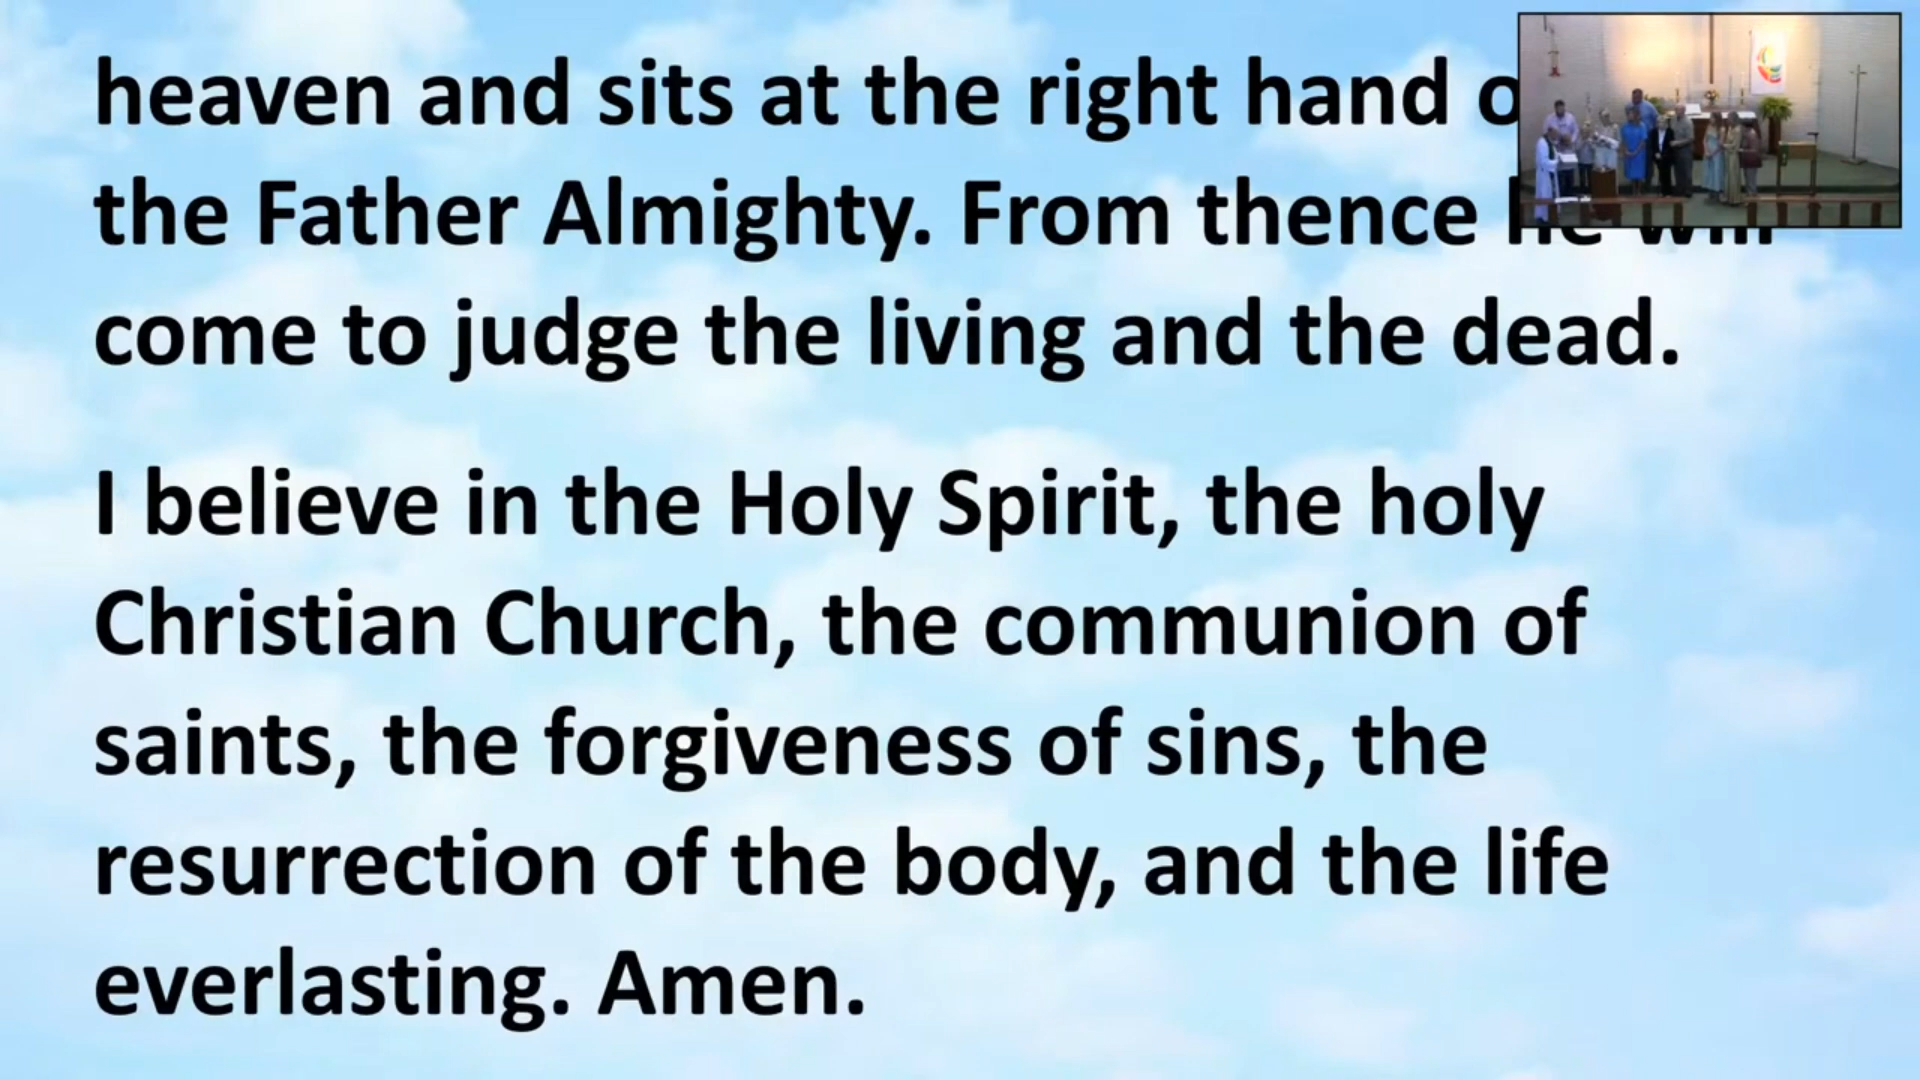 heaven and sits at the right hand
the Father Almighty. From thence he will
come to judge the living and the dead.
I believe in the Holy Spirit, the holy
Christian Church, the communion of
saints, the forgiveness of sins, the
resurrection of the body, and the life
everlasting. Amen.